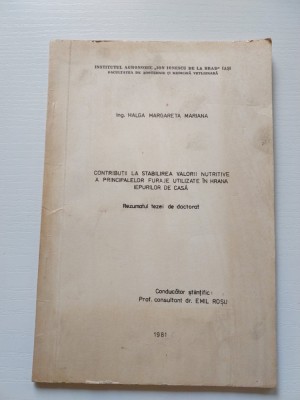 INSTITUTUL AGRONOMIC „ION IONESCU DE LA BRAD" IAȘI
FACULTATEA DE ZOOTEHNIE ȘI MEDICINĂ VETERINARĂ
Ing. HALGA MARGARETA MARIANA
CONTRIBUȚII LA STABILIREA VALORII NUTRITIVE
A PRINCIPALELOR FURAJE UTILIZATE ÎN HRANA
IEPURILOR DE CASĂ
Rezumatul tezei de doctorat
Conducător științific:
Prof. consultant dr. EMIL ROȘU
1981